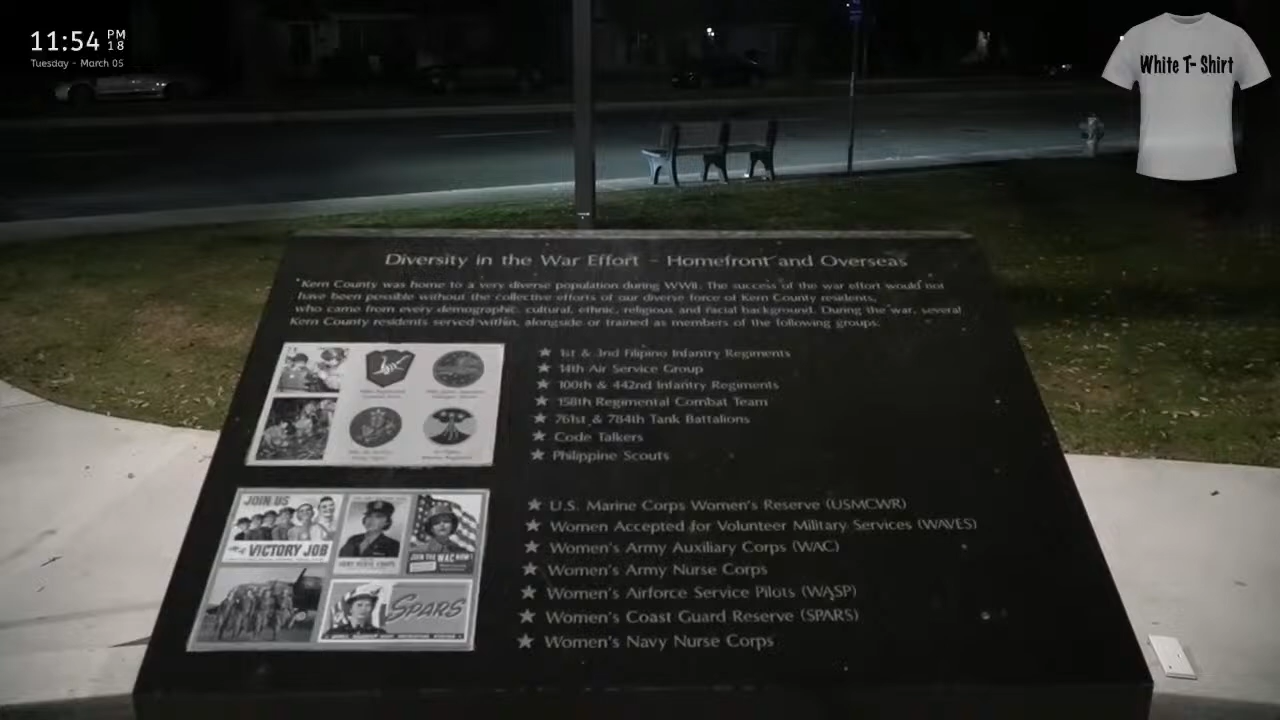 11:54 PM
18
Tuesday - March 05
White T- Shirt
Diversity in the War Effort - Homefront and Overseas
"Kern County was home to a very diverse population during WWII. The success of the war effort would not
have been possible without the collective efforts of our diverse force of Kern County residents,
who came from every demographic, cultural, ethnic, religious and racial background. During the war, several
Kern County residents served within, alongside or trained as members of the following groups:
★ 1st & 2nd Filipino Infantry Regiments
★ 14th Air Service Group
★ 100th & 442nd Infantry Regiments
★ 158th Regimental Combat Team
★ 761st & 784th Tank Battalions
★ Code Talkers
★ Philippine Scouts
JOIN US
VICTORY JOB
ARMY NURSE CORPS
JOIN THE WAC NOW!
SPARS
★ U.S. Marine Corps Women's Reserve (USMCWR)
★ Women Accepted for Volunteer Military Services (WAVES)
★ Women's Army Auxiliary Corps (WAC)
★ Women's Army Nurse Corps
★ Women's Airforce Service Pilots (WASP)
★ Women's Coast Guard Reserve (SPARS)
★ Women's Navy Nurse Corps